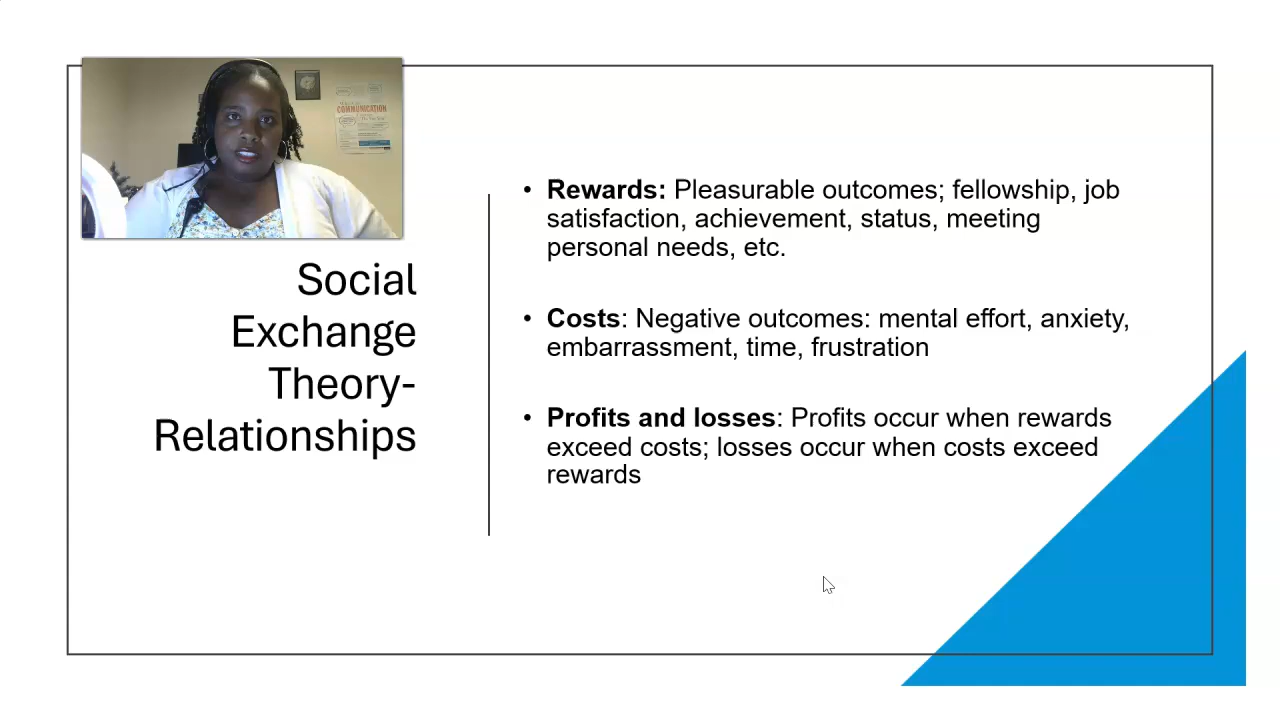 COMMUNICATION
Social
Exchange
Theory-
Relationships
• Rewards: Pleasurable outcomes; fellowship, job
satisfaction, achievement, status, meeting
personal needs, etc.
• Costs: Negative outcomes: mental effort, anxiety,
embarrassment, time, frustration
• Profits and losses: Profits occur when rewards
exceed costs; losses occur when costs exceed
rewards